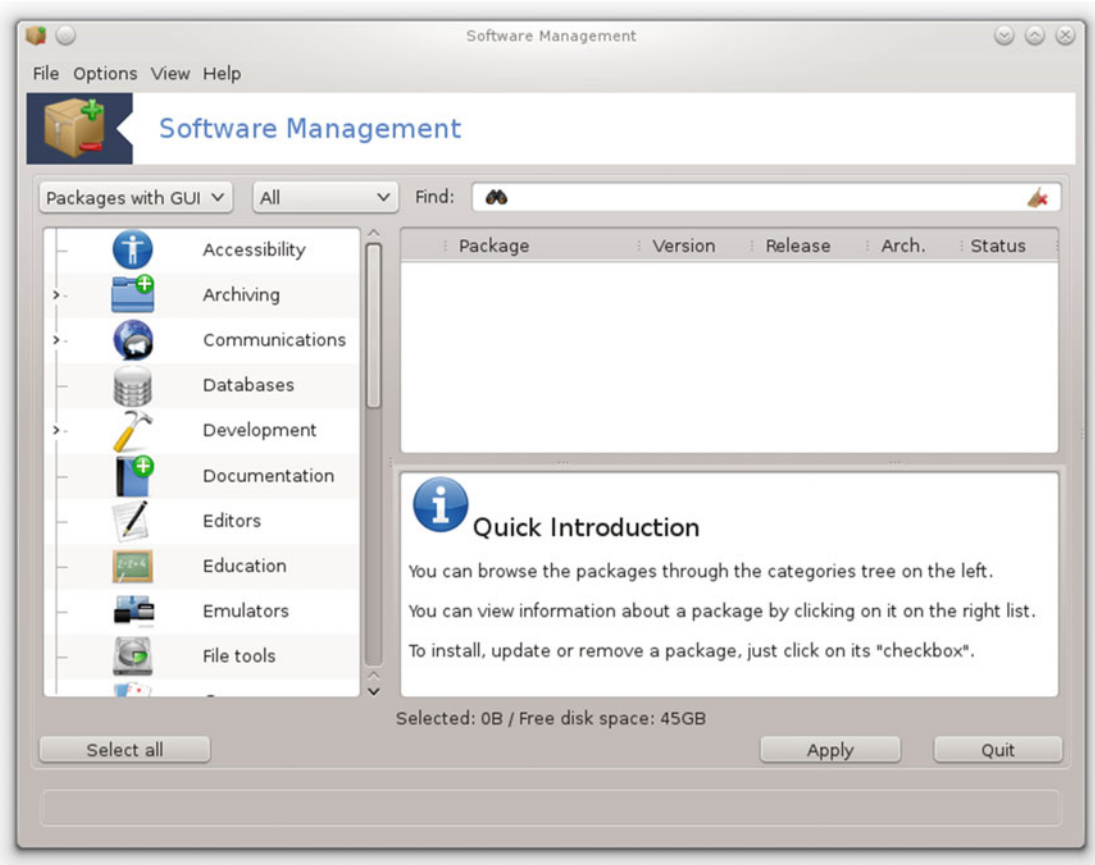 Software Management
File Options View Help
Software Management
Packages with GUI All Find:
Package Version Release Arch. Status
Accessibility
Archiving
Communications
Databases
Development
Documentation
Editors
Education
Emulators
File tools
Quick Introduction
You can browse the packages through the categories tree on the left.
You can view information about a package by clicking on it on the right list.
To install, update or remove a package, just click on its "checkbox".
Selected: 0B / Free disk space: 45GB
Select all Apply Quit